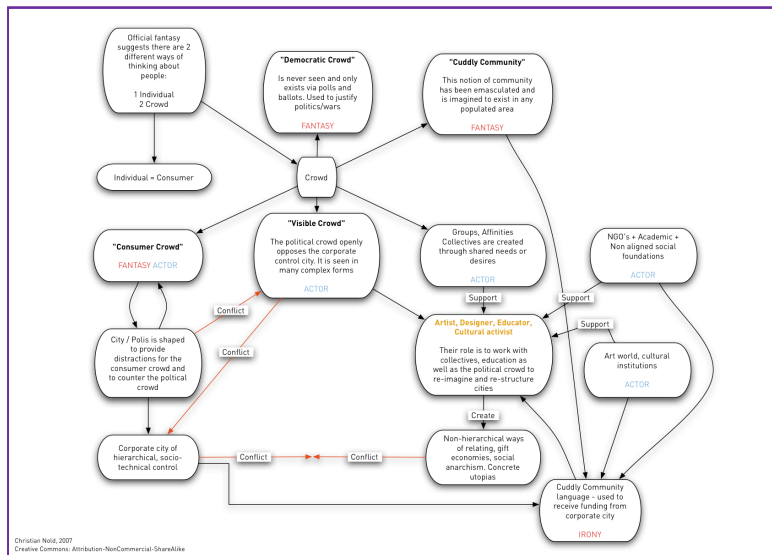 Official fantasy
suggests there are 2
different ways of
thinking about
people:
1 Individual
2 Crowd
"Democratic Crowd"
Is never seen and only
exists via polls and
ballots. Used to justify
politics/wars
FANTASY
"Cuddly Community"
This notion of community
has been emasculated and
is imagined to exist in any
populated area
FANTASY
Individual = Consumer
Crowd
"Consumer Crowd"
FANTASY ACTOR
"Visible Crowd"
The political crowd openly
opposes the corporate
control city. It is seen in
many complex forms
ACTOR
Groups, Affinities
Collectives are created
through shared needs or
desires
ACTOR
NGO's + Academic +
Non aligned social
foundations
ACTOR
Support
Support
Support
Conflict
Conflict
City / Polis is shaped
to provide
distractions for the
consumer crowd and
to counter the poltical
crowd
Artist, Designer, Educator,
Cultural activist
Their role is to work with
collectives, education as
well as the political crowd to
re-imagine and re-structure
cities
Art world, cultural
institutions
ACTOR
Create
Corporate city of
hierarchical, socio-
technical control
Conflict
Conflict
Non-hierarchical ways
of relating, gift
economies, social
anarchism. Concrete
utopias
Cuddly Community
language - used to
receive funding from
corporate city
IRONY
Christian Nold, 2007
Creative Commons: Attribution-NonCommercial-ShareAlike